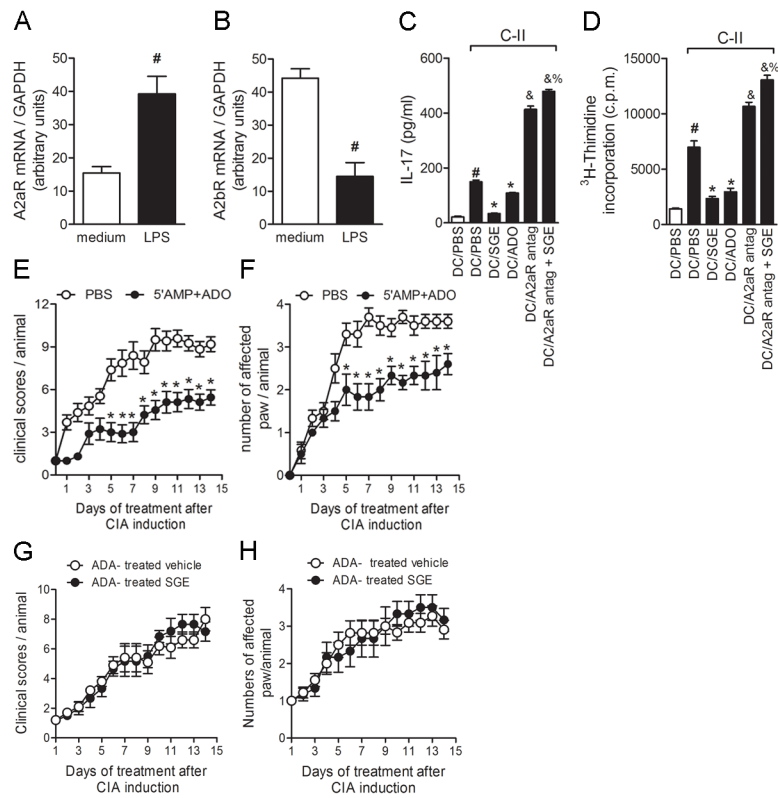 A
A2aR mRNA / GAPDH
(arbitrary units)
50
40
30
20
10
0
#
medium
LPS
B
A2bR mRNA / GAPDH
(arbitrary units)
50
40
30
20
10
0
#
medium
LPS
C
C-II
IL-17 (pg/ml)
600
400
200
0
#
*
*
&
&%
DC/PBS
DC/PBS
DC/SGE
DC/ADO
DC/A2aR antag
DC/A2aR antag + SGE
D
C-II
3H-Thimidine
incorporation (c.p.m.)
15000
10000
5000
0
#
*
*
&
&%
DC/PBS
DC/PBS
DC/SGE
DC/ADO
DC/A2aR antag
DC/A2aR antag + SGE
E
PBS
5'AMP+ADO
clinical scores / animal
12
9
6
3
0
* * * * * * * * * *
1 3 5 7 9 11 13 15
Days of treatment after
CIA induction
F
PBS
5'AMP+ADO
number of affected
paw / animal
4
3
2
1
0
* * * * * * * * * *
1 3 5 7 9 11 13 15
Days of treatment after
CIA induction
G
ADA- treated vehicle
ADA- treated SGE
Clinical scores / animal
10
8
6
4
2
0
1 3 5 7 9 11 13 15
Days of treatment after
CIA induction
H
ADA- treated vehicle
ADA- treated SGE
Numbers of affected
paw/animal
4
3
2
1
0
1 3 5 7 9 11 13 15
Days of treatment after
CIA induction